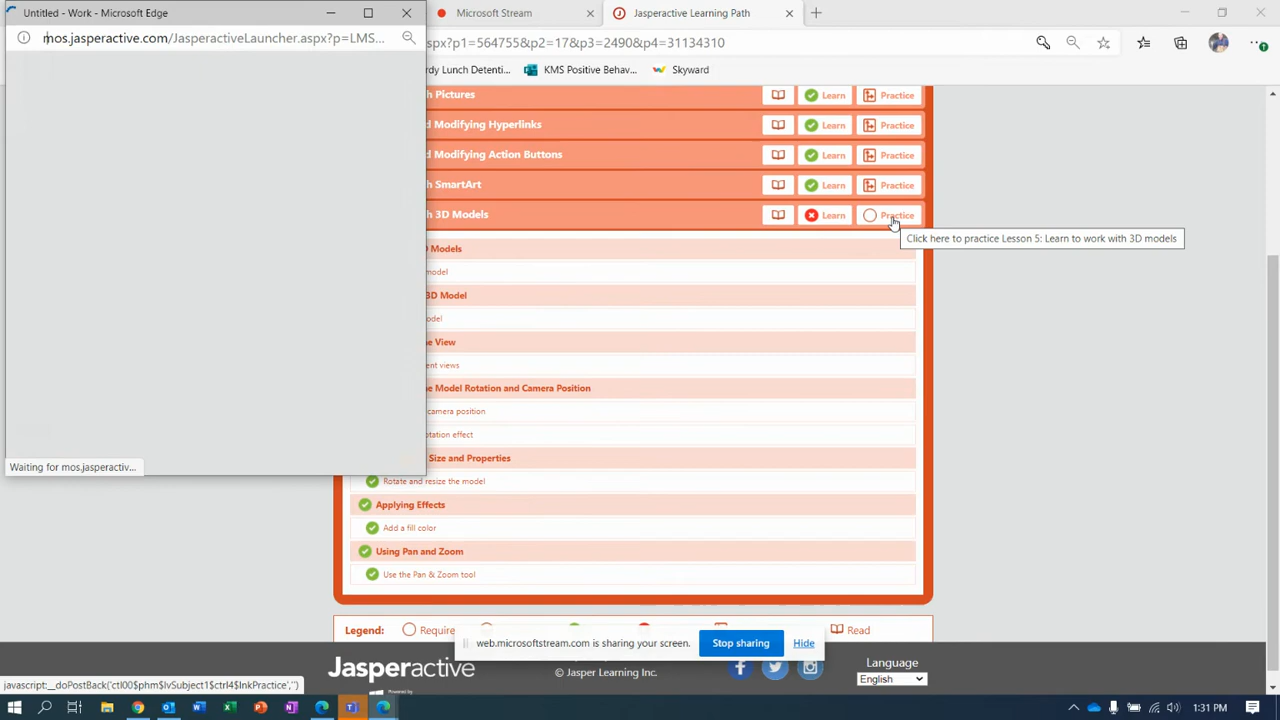 Untitled - Work - Microsoft Edge
Microsoft Stream
Jasperactive Learning Path
mos.jasperactive.com/JasperactiveLauncher.aspx?p=LMS...
spx?p1=564755&p2=17&p3=2490&p4=31134310
rdy Lunch Detenti...
KMS Positive Behav...
Skyward
h Pictures
Learn
Practice
d Modifying Hyperlinks
Learn
Practice
d Modifying Action Buttons
Learn
Practice
h SmartArt
Learn
Practice
h 3D Models
Learn
Practice
Click here to practice Lesson 5: Learn to work with 3D models
D Models
model
3D Model
odel
e View
ent views
e Model Rotation and Camera Position
camera position
otation effect
Size and Properties
Waiting for mos.jasperactiv...
Rotate and resize the model
Applying Effects
Add a fill color
Using Pan and Zoom
Use the Pan & Zoom tool
Legend:
Require
Read
web.microsoftstream.com is sharing your screen.
Stop sharing
Hide
Jasperactive
Powered by
© Jasper Learning Inc.
Language
English
javascript:__doPostBack('ctl00$phm$lvSubject1$ctrl4$lnkPractice','')
1:31 PM